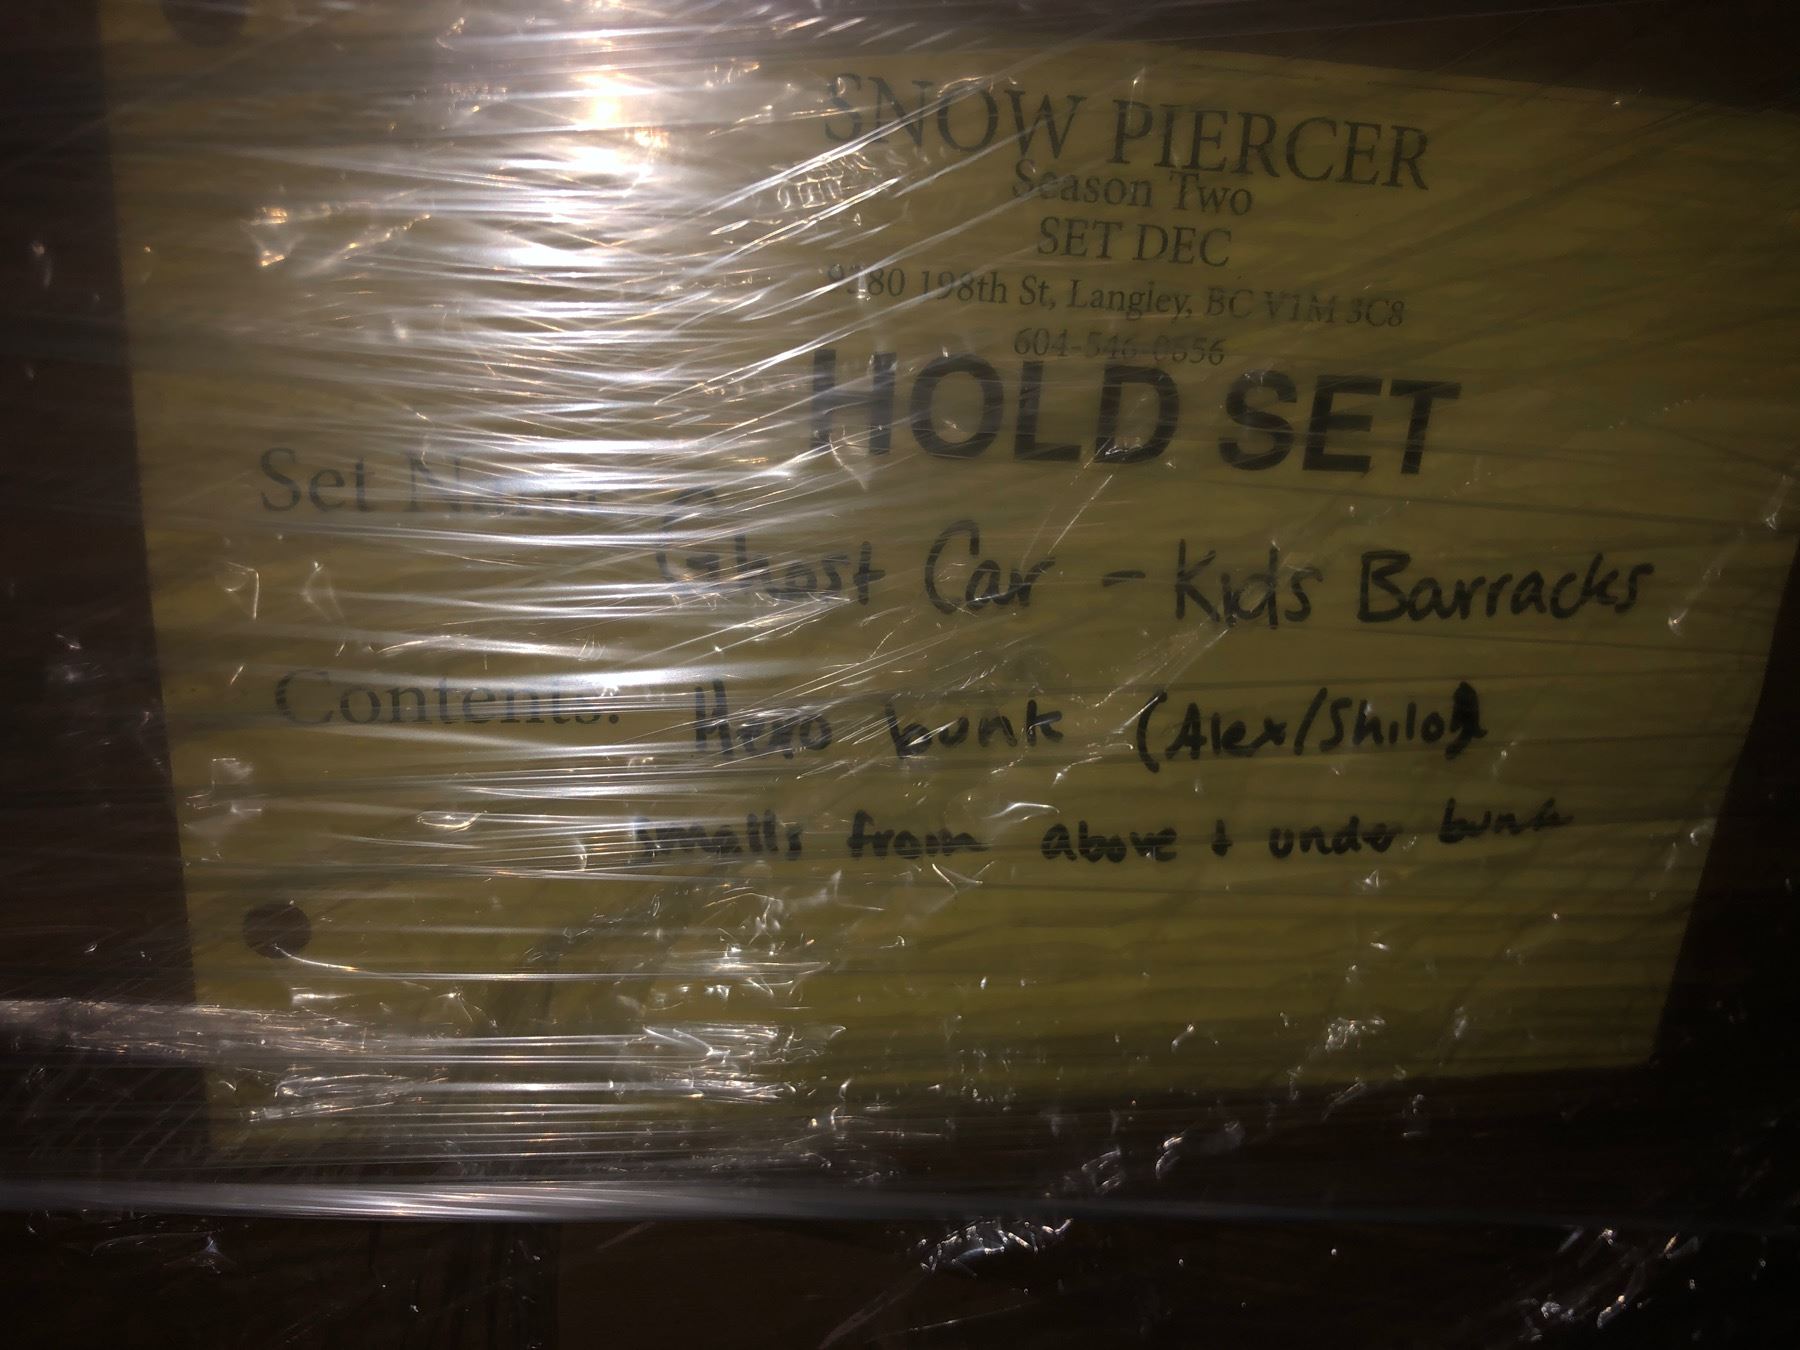 SNOW PIERCER
Season Two
SET DEC
198th St, Langley, BC V1M 3C8
604-546-0656
HOLD SET
Set Name: Ghost Car - Kids Barracks
Contents: Hero bunk (Alex/Shiloh)
Smalls from above & under bunk